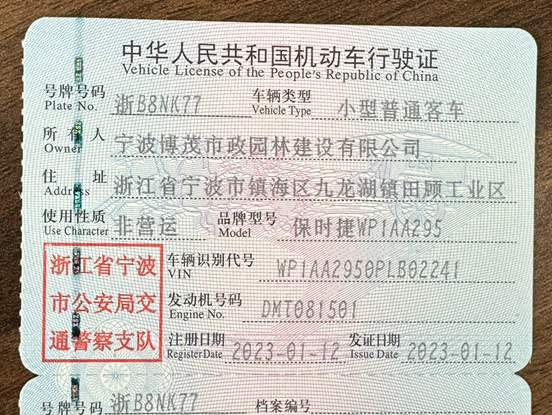 中华人民共和国机动车行驶证
Vehicle License of the People's Republic of China
号牌号码 浙B8NK77 车辆类型 小型普通客车
Plate No. Vehicle Type
所有人 宁波博茂市政园林建设有限公司
Owner
住址 浙江省宁波市镇海区九龙湖镇田顾工业区
Address
使用性质 非营运 品牌型号 保时捷WP1AA295
Use Character Model
浙江省宁波 车辆识别代号 WP1AA2950PLB02241
VIN
市公安局交 发动机号码 DMT081501
Engine No.
通警察支队 注册日期 2023-01-12 发证日期 2023-01-12
Register Date Issue Date
号牌号码 浙B8NK77 档案编号